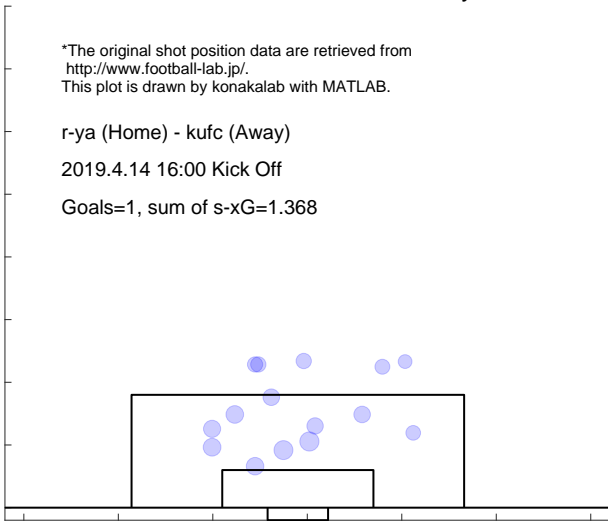 *The original shot position data are retrieved from
http://www.football-lab.jp/.
This plot is drawn by konakalab with MATLAB.
r-ya (Home) - kufc (Away)
2019.4.14 16:00 Kick Off
Goals=1, sum of s-xG=1.368